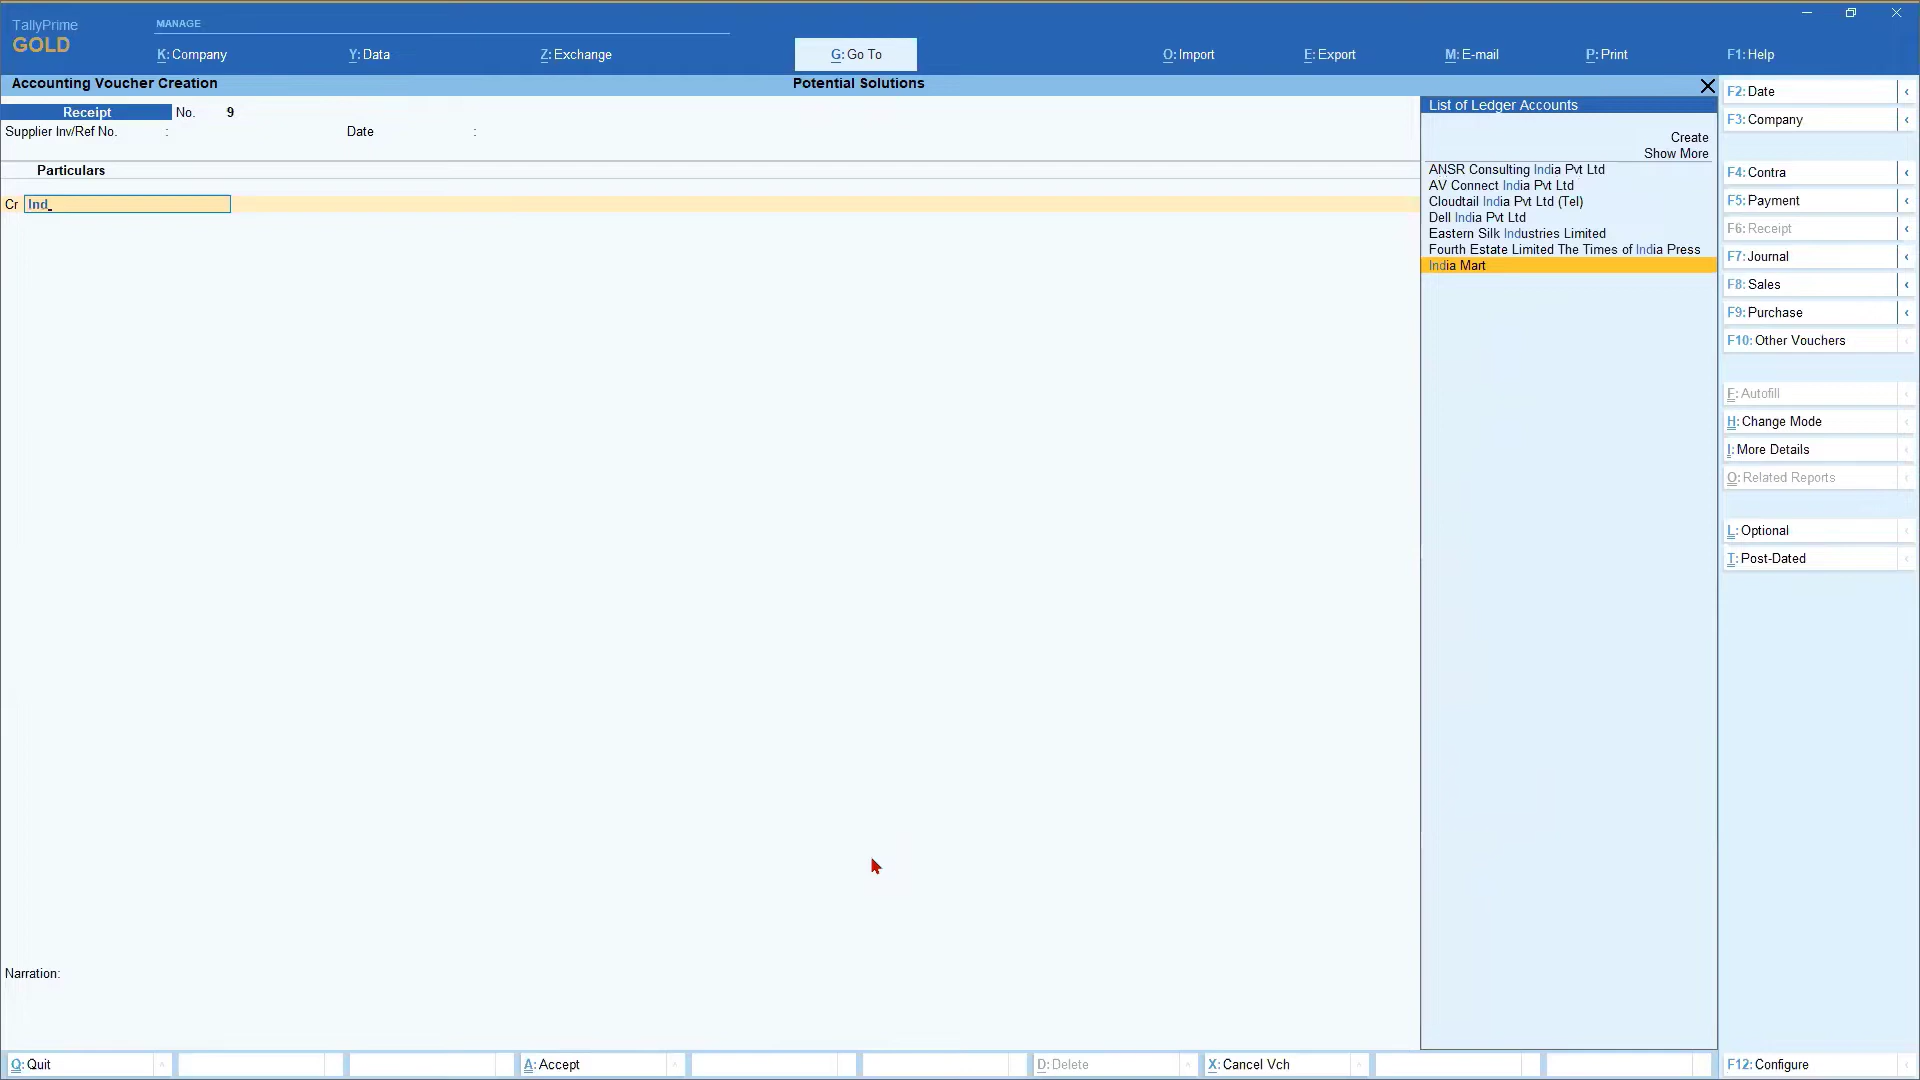 TallyPrime
GOLD
MANAGE
K: Company
Y: Data
Z: Exchange
G: Go To
O: Import
E: Export
M: E-mail
P: Print
F1: Help
Accounting Voucher Creation
Potential Solutions
Receipt No. 9
Supplier Inv/Ref No. : Date :
Particulars
Cr Ind
List of Ledger Accounts
Create
Show More
ANSR Consulting India Pvt Ltd
AV Connect India Pvt Ltd
Cloudtail India Pvt Ltd (Tel)
Dell India Pvt Ltd
Eastern Silk Industries Limited
Fourth Estate Limited The Times of India Press
India Mart
F2: Date
F3: Company
F4: Contra
F5: Payment
F6: Receipt
F7: Journal
F8: Sales
F9: Purchase
F10: Other Vouchers
F: Autofill
H: Change Mode
I: More Details
O: Related Reports
L: Optional
T: Post-Dated
Narration:
Q: Quit
A: Accept
D: Delete
X: Cancel Vch
F12: Configure